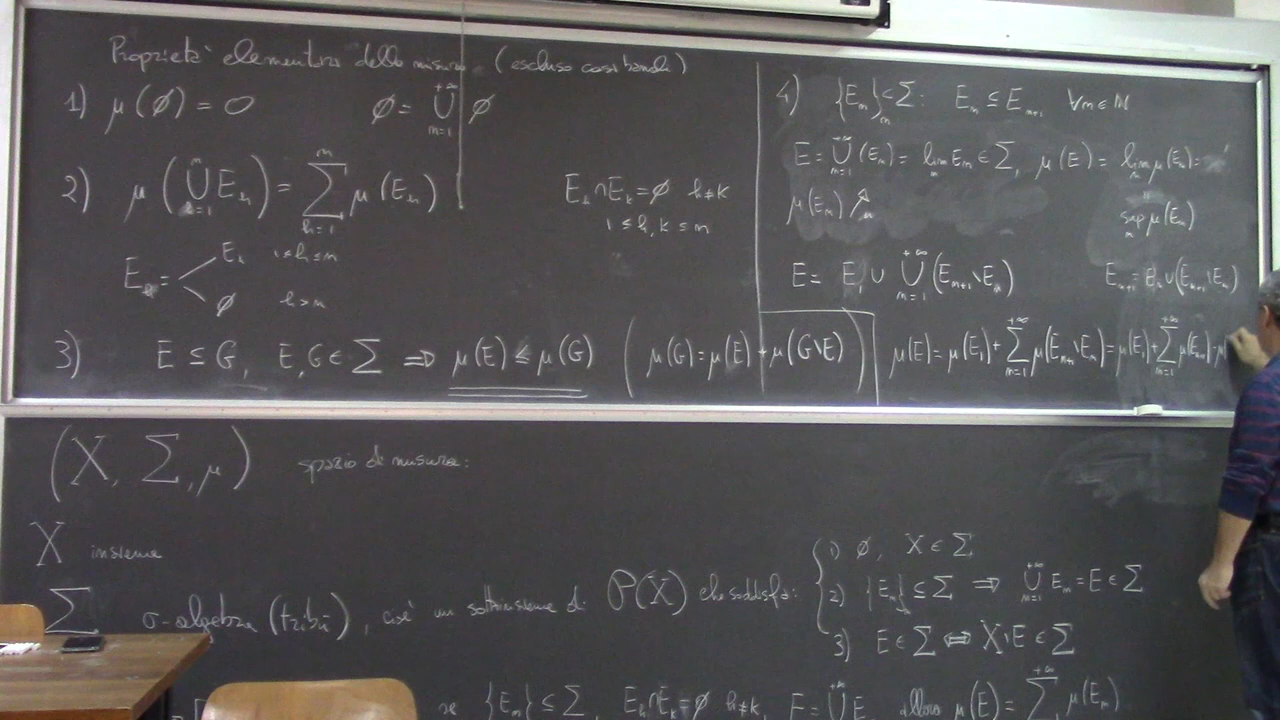 Proprietà elementari della misura (escluso casi banali)
1) μ(∅) = 0     ∅ = ⋃_{n=1}^{+∞} ∅
2) μ(⋃_{h=1}^{n} E_h) = ∑_{h=1}^{n} μ(E_h)     E_h ∩ E_k = ∅  h≠k
1 ≤ h, k ≤ n
E_h = < E_h  1≤h≤n
∅  h>n
3) E ⊆ G, E, G ∈ Σ ⇒ μ(E) ≤ μ(G)  (μ(G) = μ(E) + μ(G∖E))
4) {E_n}_n ⊆ Σ:  E_n ⊆ E_{n+1}  ∀n∈ℕ
E = ⋃_{n=1}^{+∞} (E_n) = lim_n E_n ∈ Σ, μ(E) = lim_n μ(E_n) =
μ(E_n) ↗_n     sup_n μ(E_n)
E = E_1 ∪ ⋃_{n=1}^{+∞} (E_{n+1}∖E_n)     E_{n+1} = E_n ∪ (E_{n+1}∖E_n)
μ(E) = μ(E_1) + ∑_{n=1}^{+∞} μ(E_{n+1}∖E_n) = μ(E_1) + ∑_{n=1}^{+∞} μ(E_{n+1}) - μ
(X, Σ, μ)  spazio di misura:
X insieme
Σ  σ-algebra (tribù), cioè un sottoinsieme di 𝒫(X) che soddisfa:
1) ∅, X ∈ Σ
2) {E_n} ⊆ Σ ⇒ ⋃_{n=1}^{+∞} E_n = E ∈ Σ
3) E ∈ Σ ⇔ X∖E ∈ Σ
se {E_n} ⊆ Σ, E_h ∩ E_k = ∅ h≠k, E = ⋃^{+∞} E_n allora μ(E) = ∑^{+∞} μ(E_n)